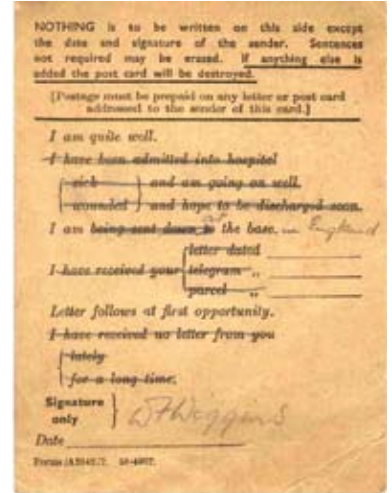 NOTHING is to be written on this side except
the date and signature of the sender. Sentences
not required may be erased. If anything else is
added the post card will be destroyed.
[Postage must be prepaid on any letter or post card
addressed to the sender of this card.]
I am quite well.
I have been admitted into hospital
sick } and am going on well.
wounded } and hope to be discharged soon.
I am being sent down to the base. in England
letter dated
I have received your telegram ,,
parcel ,,
Letter follows at first opportunity.
I have received no letter from you
lately
for a long time.
Signature
only
Date